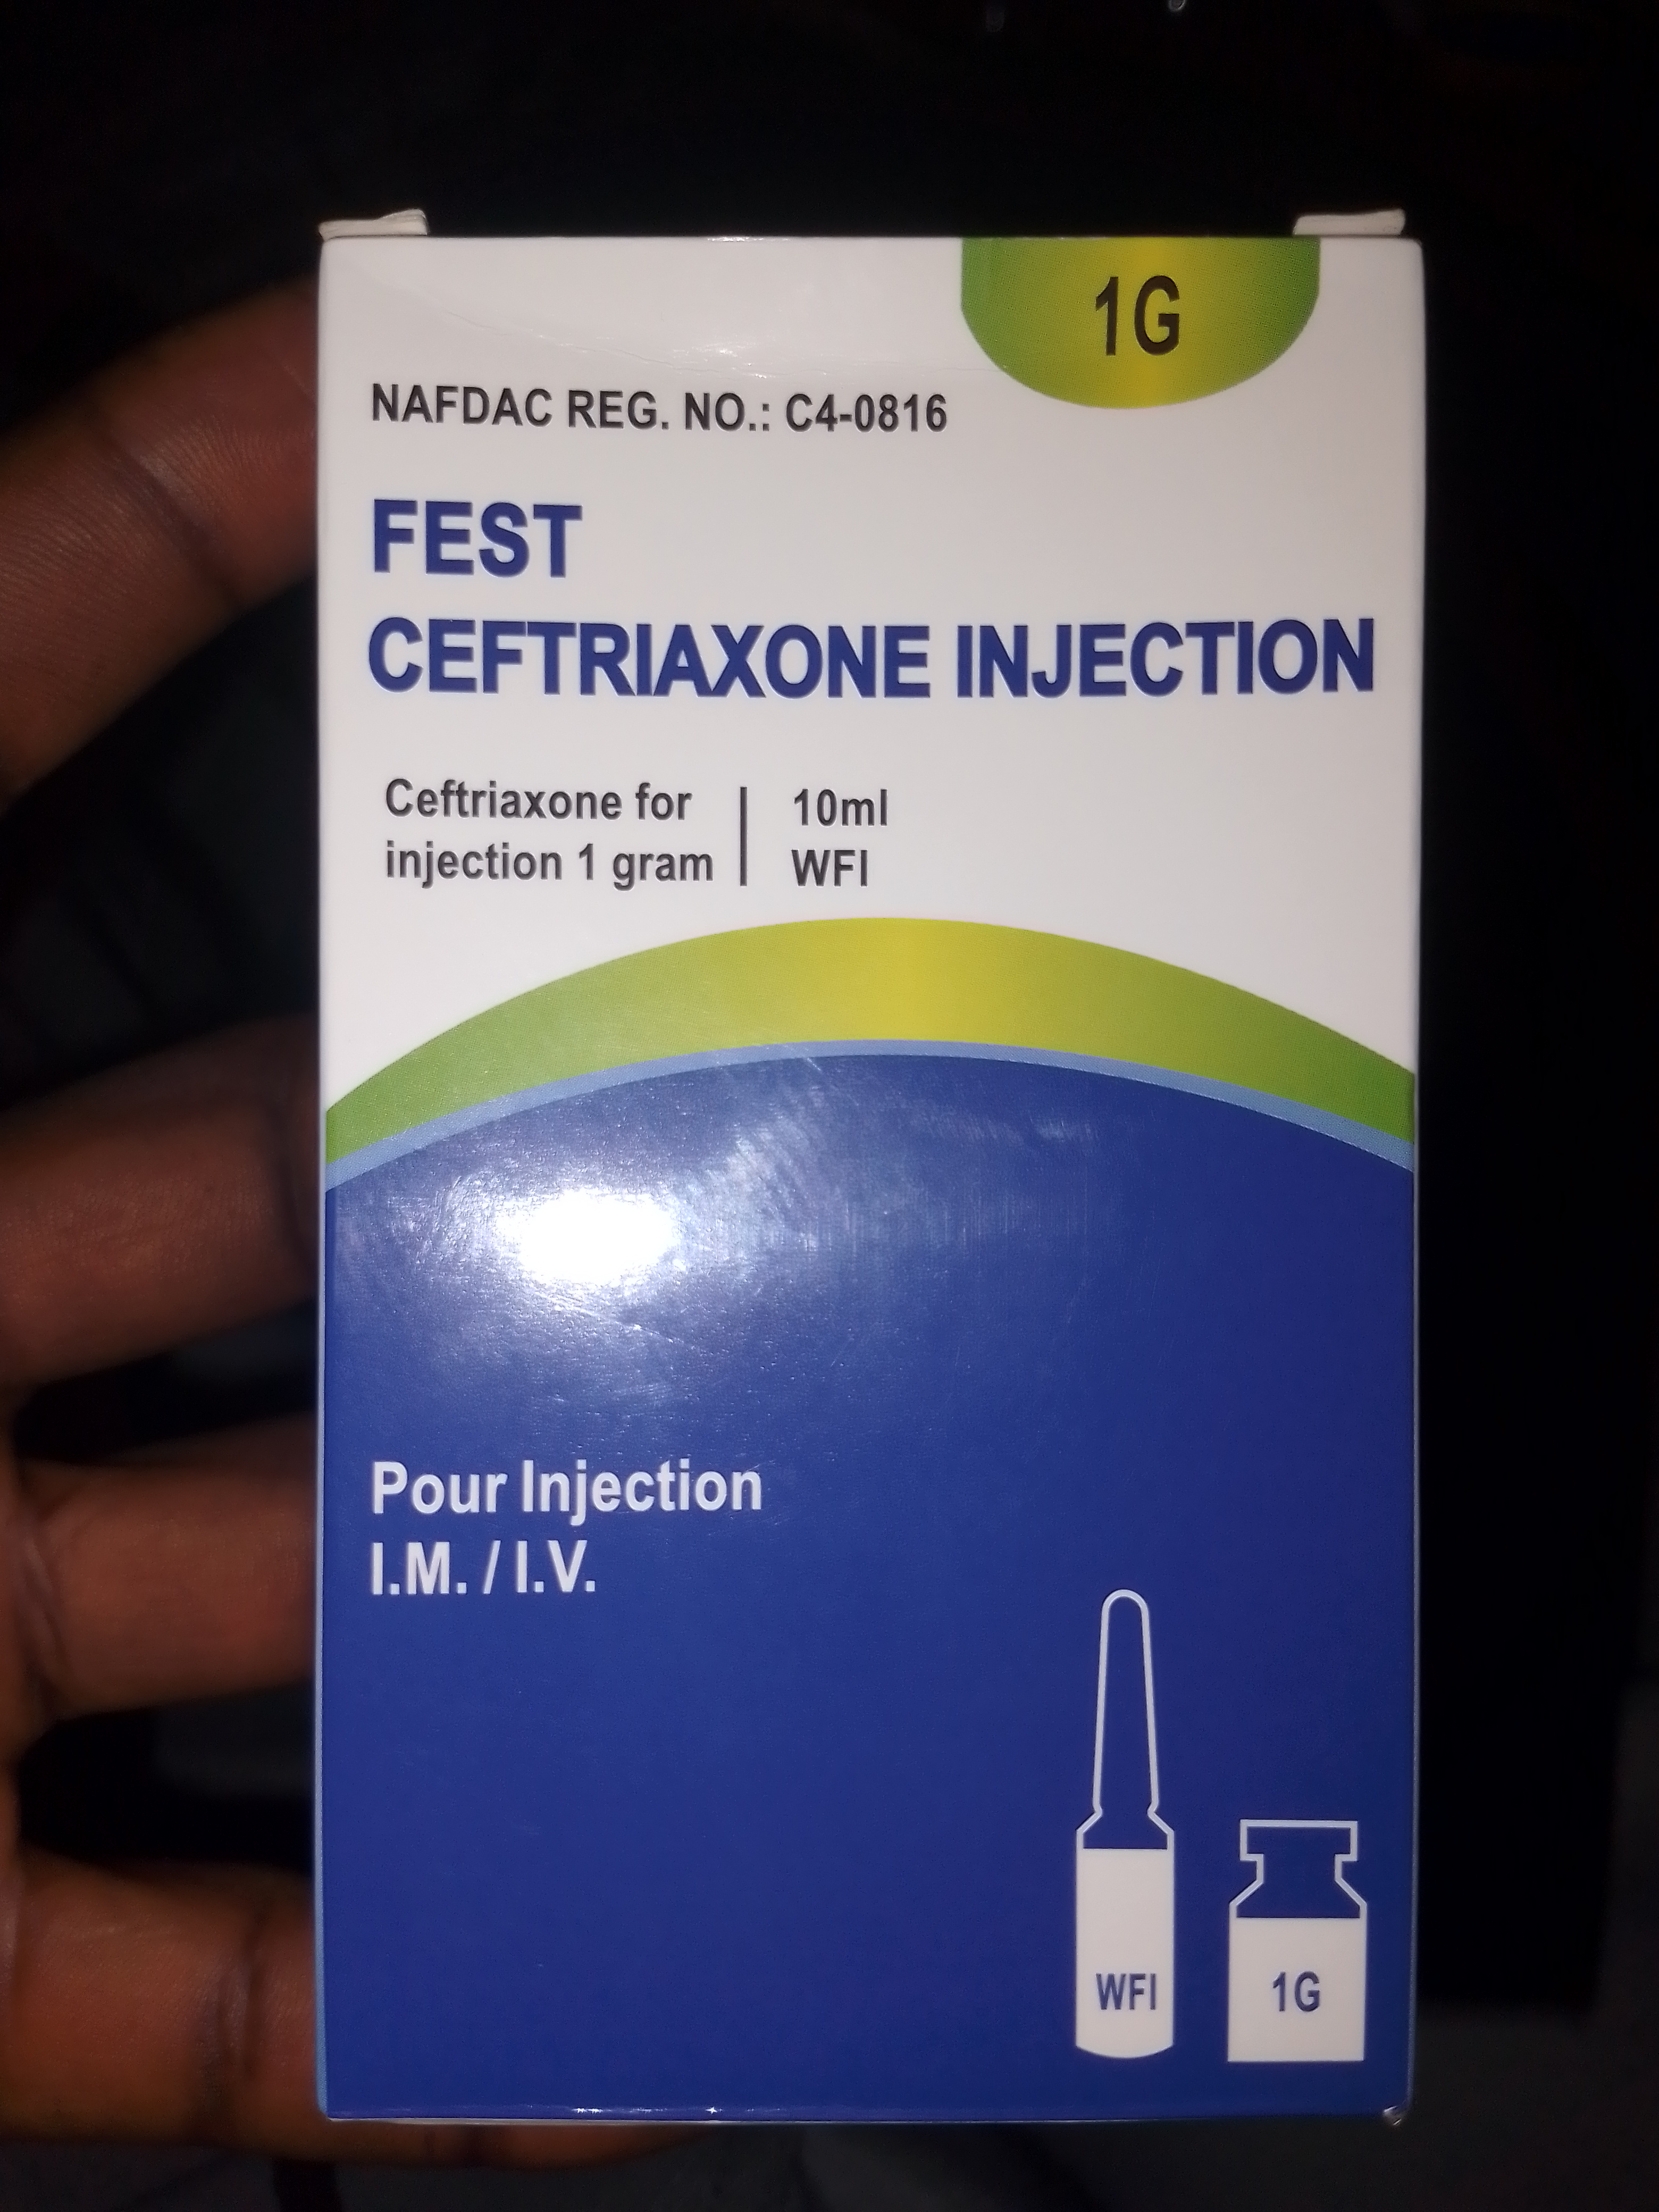 1G
NAFDAC REG. NO.: C4-0816
FEST
CEFTRIAXONE INJECTION
Ceftriaxone for
injection 1 gram
10ml
WFI
Pour Injection
I.M. / I.V.
WFI
1G